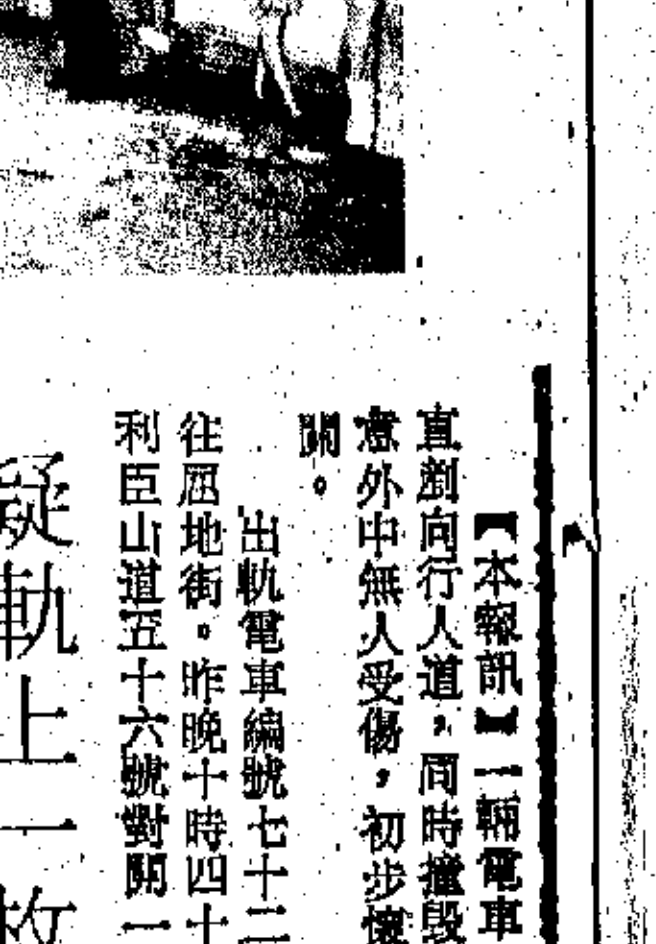 【本報訊】一輛電車
直瀏向行人道，同時撞毀
意外中無人受傷，初步懷
關。
出軌電車編號七十二
往屈地街。昨晚十時四十
利臣山道五十六號對開一
疑軌上一枚